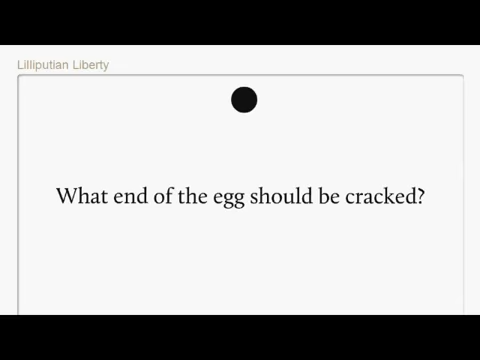 Lilliputian Liberty
What end of the egg should be cracked?